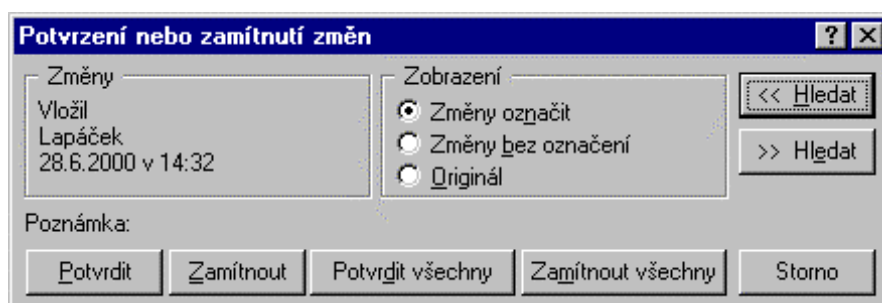 Potvrzení nebo zamítnutí změn
Změny
Vložil
Lapáček
28.6.2000 v 14:32
Zobrazení
Změny označit
Změny bez označení
Originál
<< Hledat
>> Hledat
Poznámka:
Potvrdit
Zamítnout
Potvrdit všechny
Zamítnout všechny
Storno